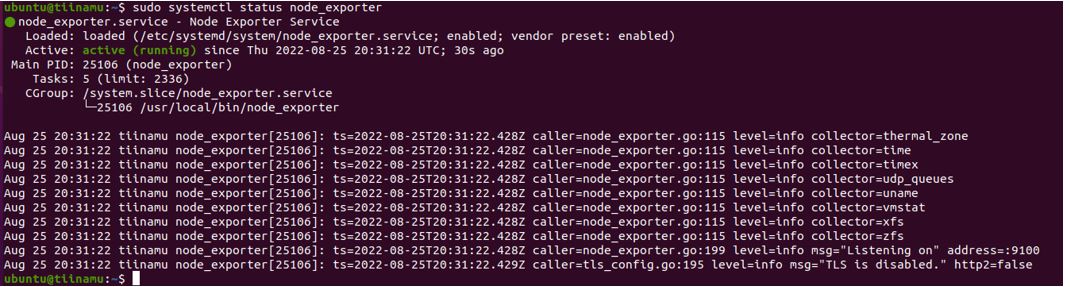 ubuntu@tiinamu:~$ sudo systemctl status node_exporter
● node_exporter.service - Node Exporter Service
   Loaded: loaded (/etc/systemd/system/node_exporter.service; enabled; vendor preset: enabled)
   Active: active (running) since Thu 2022-08-25 20:31:22 UTC; 30s ago
 Main PID: 25106 (node_exporter)
    Tasks: 5 (limit: 2336)
   CGroup: /system.slice/node_exporter.service
           └─25106 /usr/local/bin/node_exporter

Aug 25 20:31:22 tiinamu node_exporter[25106]: ts=2022-08-25T20:31:22.428Z caller=node_exporter.go:115 level=info collector=thermal_zone
Aug 25 20:31:22 tiinamu node_exporter[25106]: ts=2022-08-25T20:31:22.428Z caller=node_exporter.go:115 level=info collector=time
Aug 25 20:31:22 tiinamu node_exporter[25106]: ts=2022-08-25T20:31:22.428Z caller=node_exporter.go:115 level=info collector=timex
Aug 25 20:31:22 tiinamu node_exporter[25106]: ts=2022-08-25T20:31:22.428Z caller=node_exporter.go:115 level=info collector=udp_queues
Aug 25 20:31:22 tiinamu node_exporter[25106]: ts=2022-08-25T20:31:22.428Z caller=node_exporter.go:115 level=info collector=uname
Aug 25 20:31:22 tiinamu node_exporter[25106]: ts=2022-08-25T20:31:22.428Z caller=node_exporter.go:115 level=info collector=vmstat
Aug 25 20:31:22 tiinamu node_exporter[25106]: ts=2022-08-25T20:31:22.428Z caller=node_exporter.go:115 level=info collector=xfs
Aug 25 20:31:22 tiinamu node_exporter[25106]: ts=2022-08-25T20:31:22.428Z caller=node_exporter.go:115 level=info collector=zfs
Aug 25 20:31:22 tiinamu node_exporter[25106]: ts=2022-08-25T20:31:22.428Z caller=node_exporter.go:199 level=info msg="Listening on" address=:9100
Aug 25 20:31:22 tiinamu node_exporter[25106]: ts=2022-08-25T20:31:22.429Z caller=tls_config.go:195 level=info msg="TLS is disabled." http2=false
ubuntu@tiinamu:~$